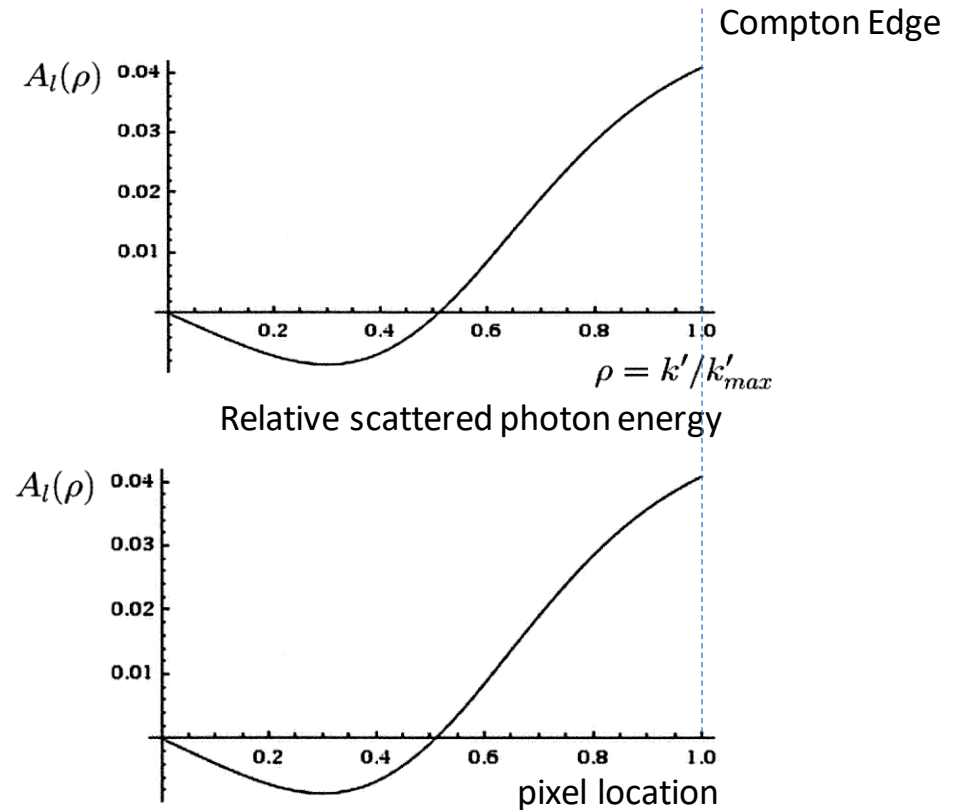 Compton Edge
A_l(ρ)
0.04
0.03
0.02
0.01
0.2 0.4 0.6 0.8 1.0
ρ = k′/k′_max
Relative scattered photon energy
A_l(ρ)
0.04
0.03
0.02
0.01
0.2 0.4 0.6 0.8 1.0
pixel location